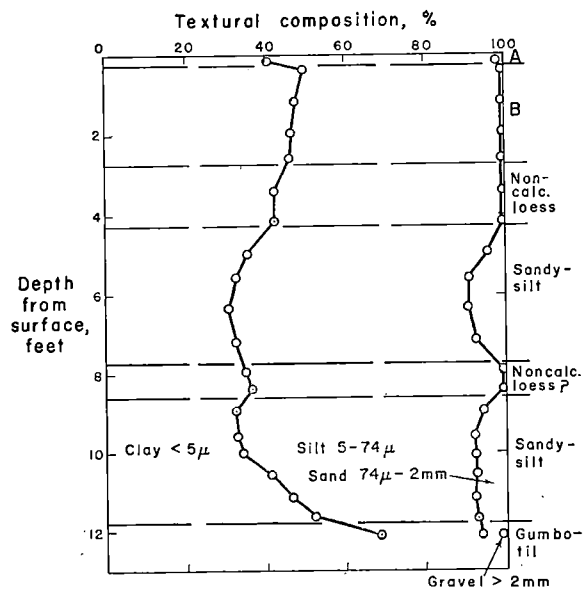 Textural composition, %
0 20 40 60 80 100
0
2
4
6
8
10
12
Depth
from
surface,
feet
A
B
Non-
calc.
loess
Sandy-
silt
Noncalc.
loess?
Sandy-
silt
Gumbo-
til
Clay < 5μ
Silt 5-74μ
Sand 74μ-2mm
Gravel > 2mm